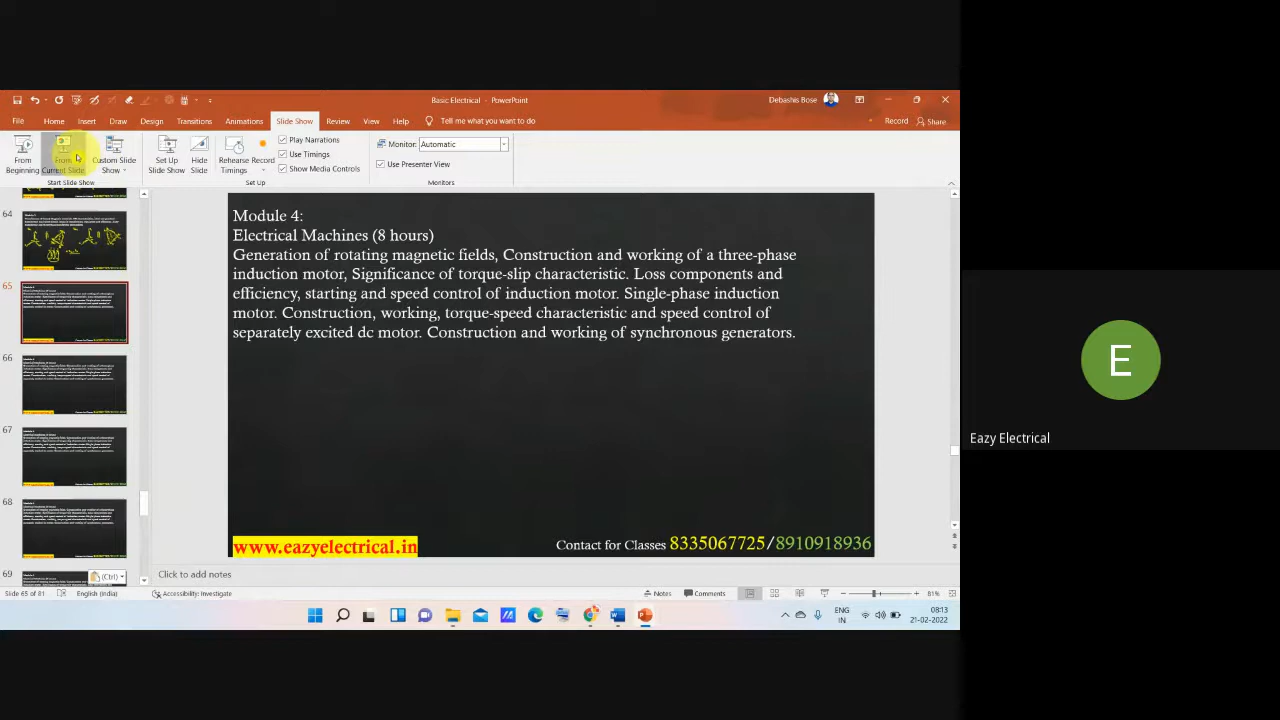 Basic Electrical - PowerPoint
Debashis Bose
File Home Insert Draw Design Transitions Animations Slide Show Review View Help Tell me what you want to do
Record Share
From Beginning
From Current Slide
Custom Slide Show
Set Up Slide Show
Hide Slide
Rehearse Timings
Record
Play Narrations
Use Timings
Show Media Controls
Monitor: Automatic
Use Presenter View
Start Slide Show
Set Up
Monitors
64
65
66
67
68
69
Module 4:
Electrical Machines (8 hours)
Generation of rotating magnetic fields, Construction and working of a three-phase
induction motor, Significance of torque-slip characteristic. Loss components and
efficiency, starting and speed control of induction motor. Single-phase induction
motor. Construction, working, torque-speed characteristic and speed control of
separately excited dc motor. Construction and working of synchronous generators.
www.eazyelectrical.in
Contact for Classes 8335067725/8910918936
(Ctrl)
Click to add notes
Slide 65 of 81
English (India)
Accessibility: Investigate
Notes
Comments
81%
ENG
IN
08:13
21-02-2022
E
Eazy Electrical